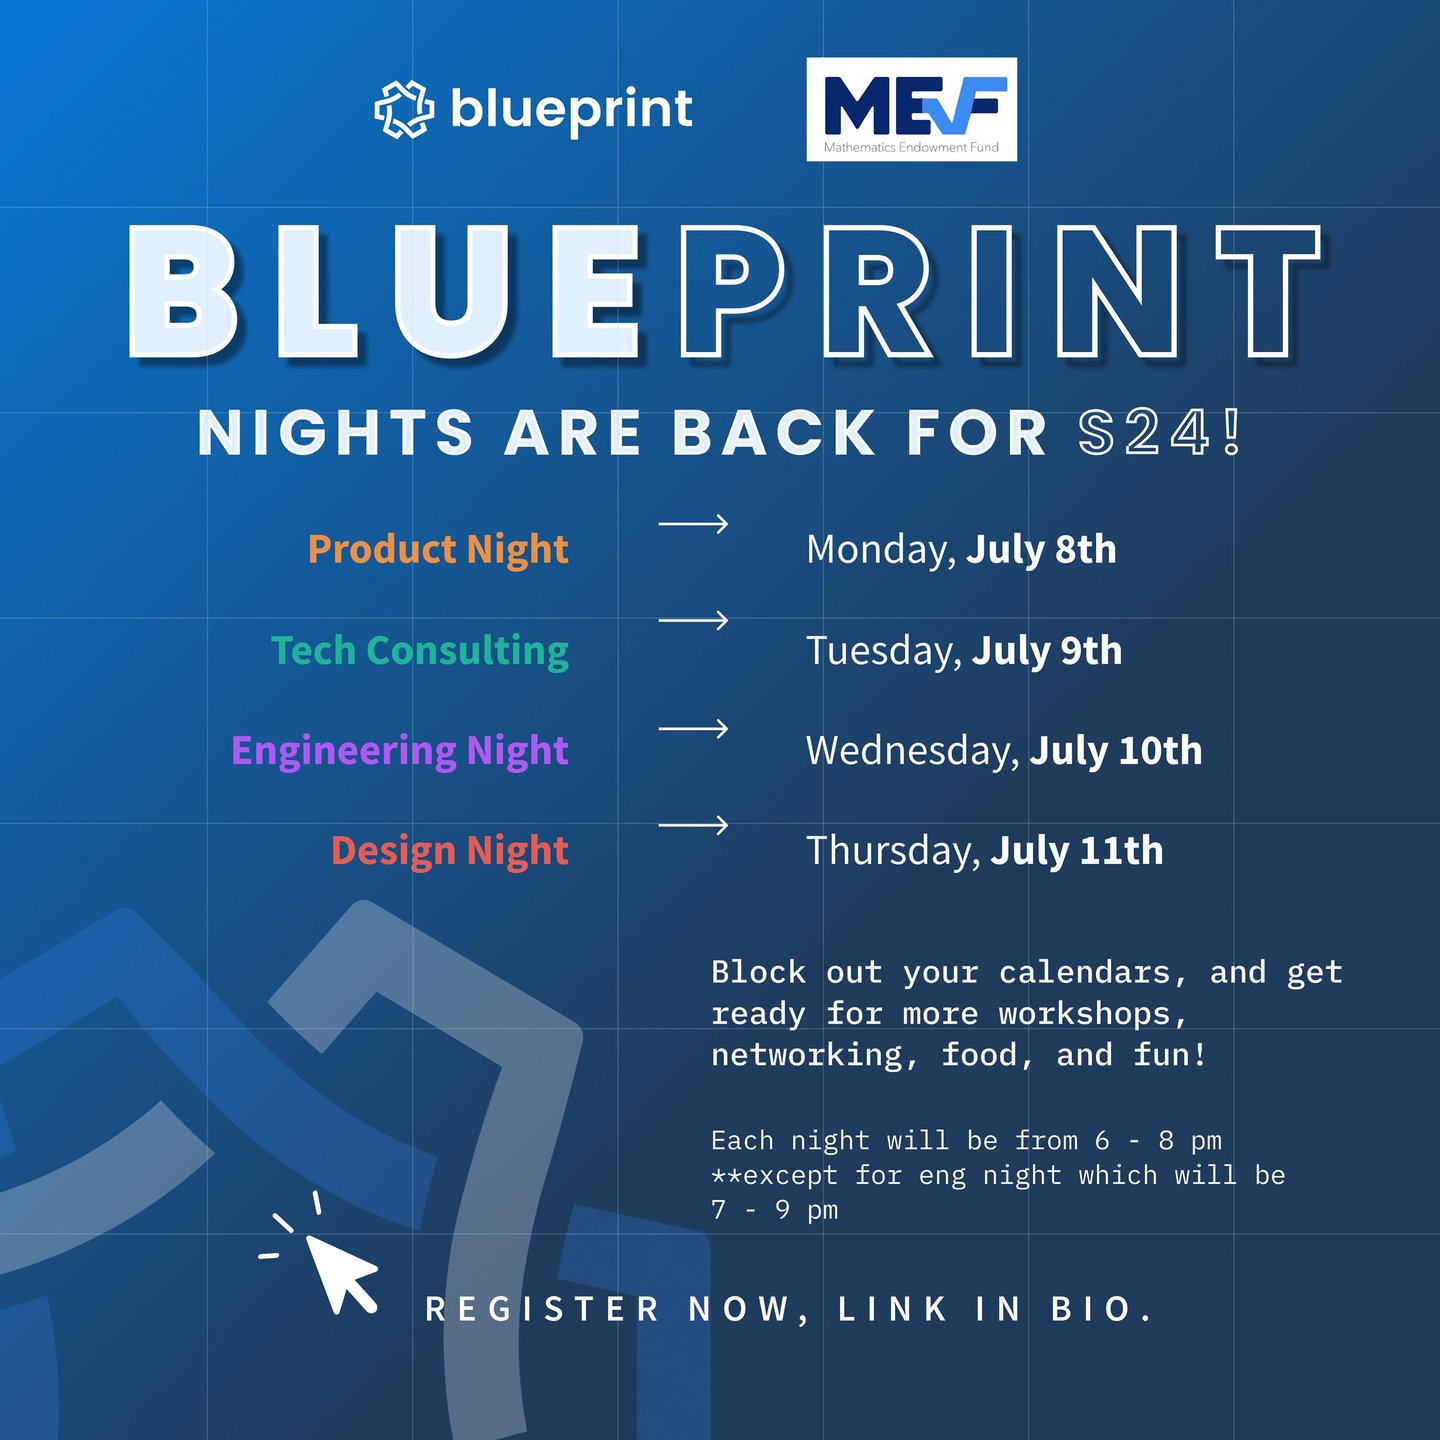 blueprint
MEVF
Mathematics Endowment Fund
BLUEPRINT
NIGHTS ARE BACK FOR S24!
Product Night → Monday, July 8th
Tech Consulting → Tuesday, July 9th
Engineering Night → Wednesday, July 10th
Design Night → Thursday, July 11th
Block out your calendars, and get
ready for more workshops,
networking, food, and fun!
Each night will be from 6 - 8 pm
**except for eng night which will be
7 - 9 pm
REGISTER NOW, LINK IN BIO.